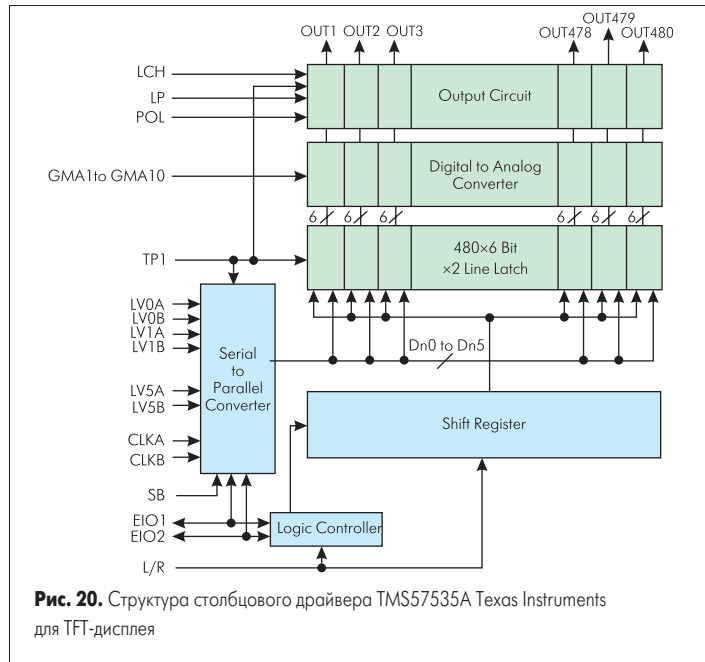 OUT479
OUT1 OUT2 OUT3 OUT478 OUT480
LCH
LP
POL
Output Circuit
GMA1to GMA10
Digital to Analog
Converter
6 6 6 6 6 6
TP1
480×6 Bit
×2 Line Latch
LV0A
LV0B
LV1A
LV1B
LV5A
LV5B
CLKA
CLKB
SB
Serial
to
Parallel
Converter
Dn0 to Dn5
Shift Register
EIO1
EIO2
Logic Controller
L/R
Рис. 20. Структура столбцового драйвера TMS57535A Texas Instruments
для TFT-дисплея